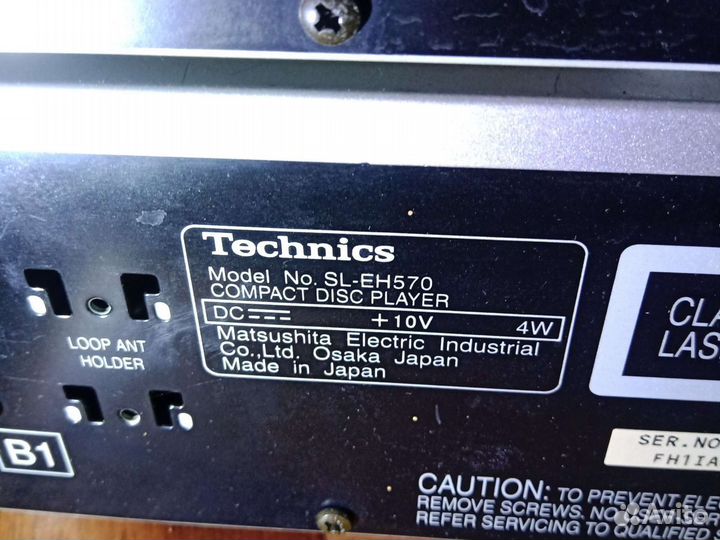 Technics
Model No. SL-EH570
COMPACT DISC PLAYER
DC +10V 4W
Matsushita Electric Industrial
Co.,Ltd. Osaka Japan
Made in Japan
LOOP ANT
HOLDER
B1
CLA
LAS
SER.NO
CAUTION: TO PREVENT ELE
REMOVE SCREWS. NO USER
REFER SERVICING TO QUALIFIED S
Avito